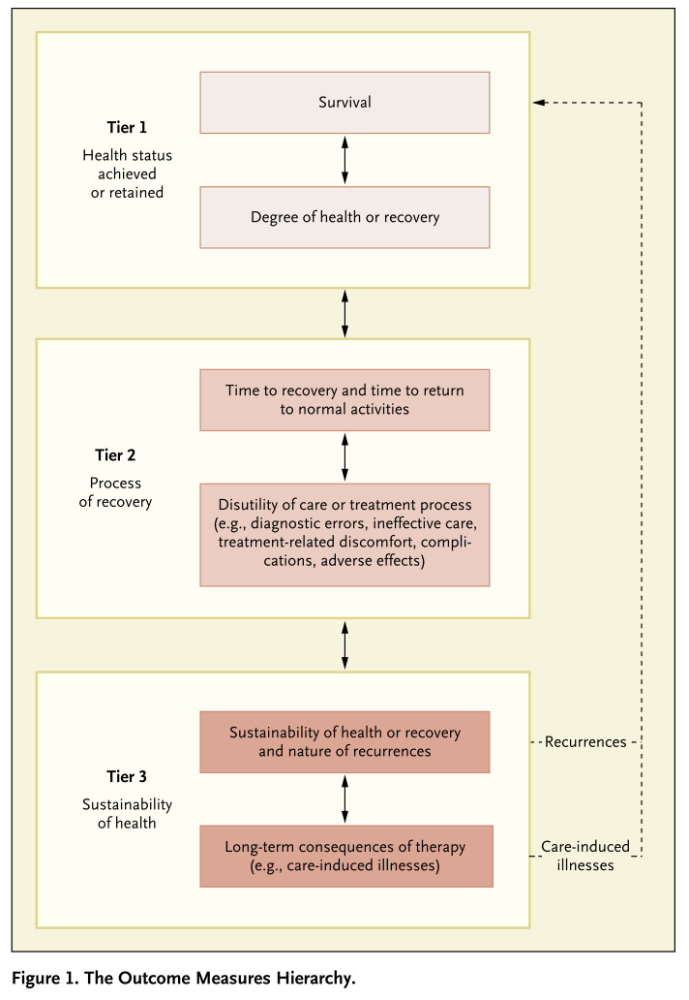 Tier 1
Health status
achieved
or retained
Survival
Degree of health or recovery
Tier 2
Process
of recovery
Time to recovery and time to return
to normal activities
Disutility of care or treatment process
(e.g., diagnostic errors, ineffective care,
treatment-related discomfort, compli-
cations, adverse effects)
Tier 3
Sustainability
of health
Sustainability of health or recovery
and nature of recurrences
Recurrences
Long-term consequences of therapy
(e.g., care-induced illnesses)
Care-induced
illnesses
Figure 1. The Outcome Measures Hierarchy.